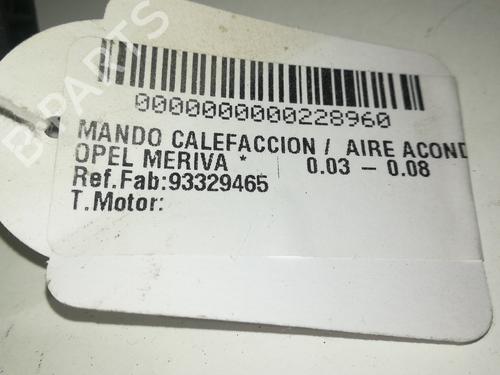 B-PARTS
0000000000228960
MANDO CALEFACCION / AIRE ACOND
OPEL MERIVA * 0.03 - 0.08
Ref.Fab:93329465
T.Motor: